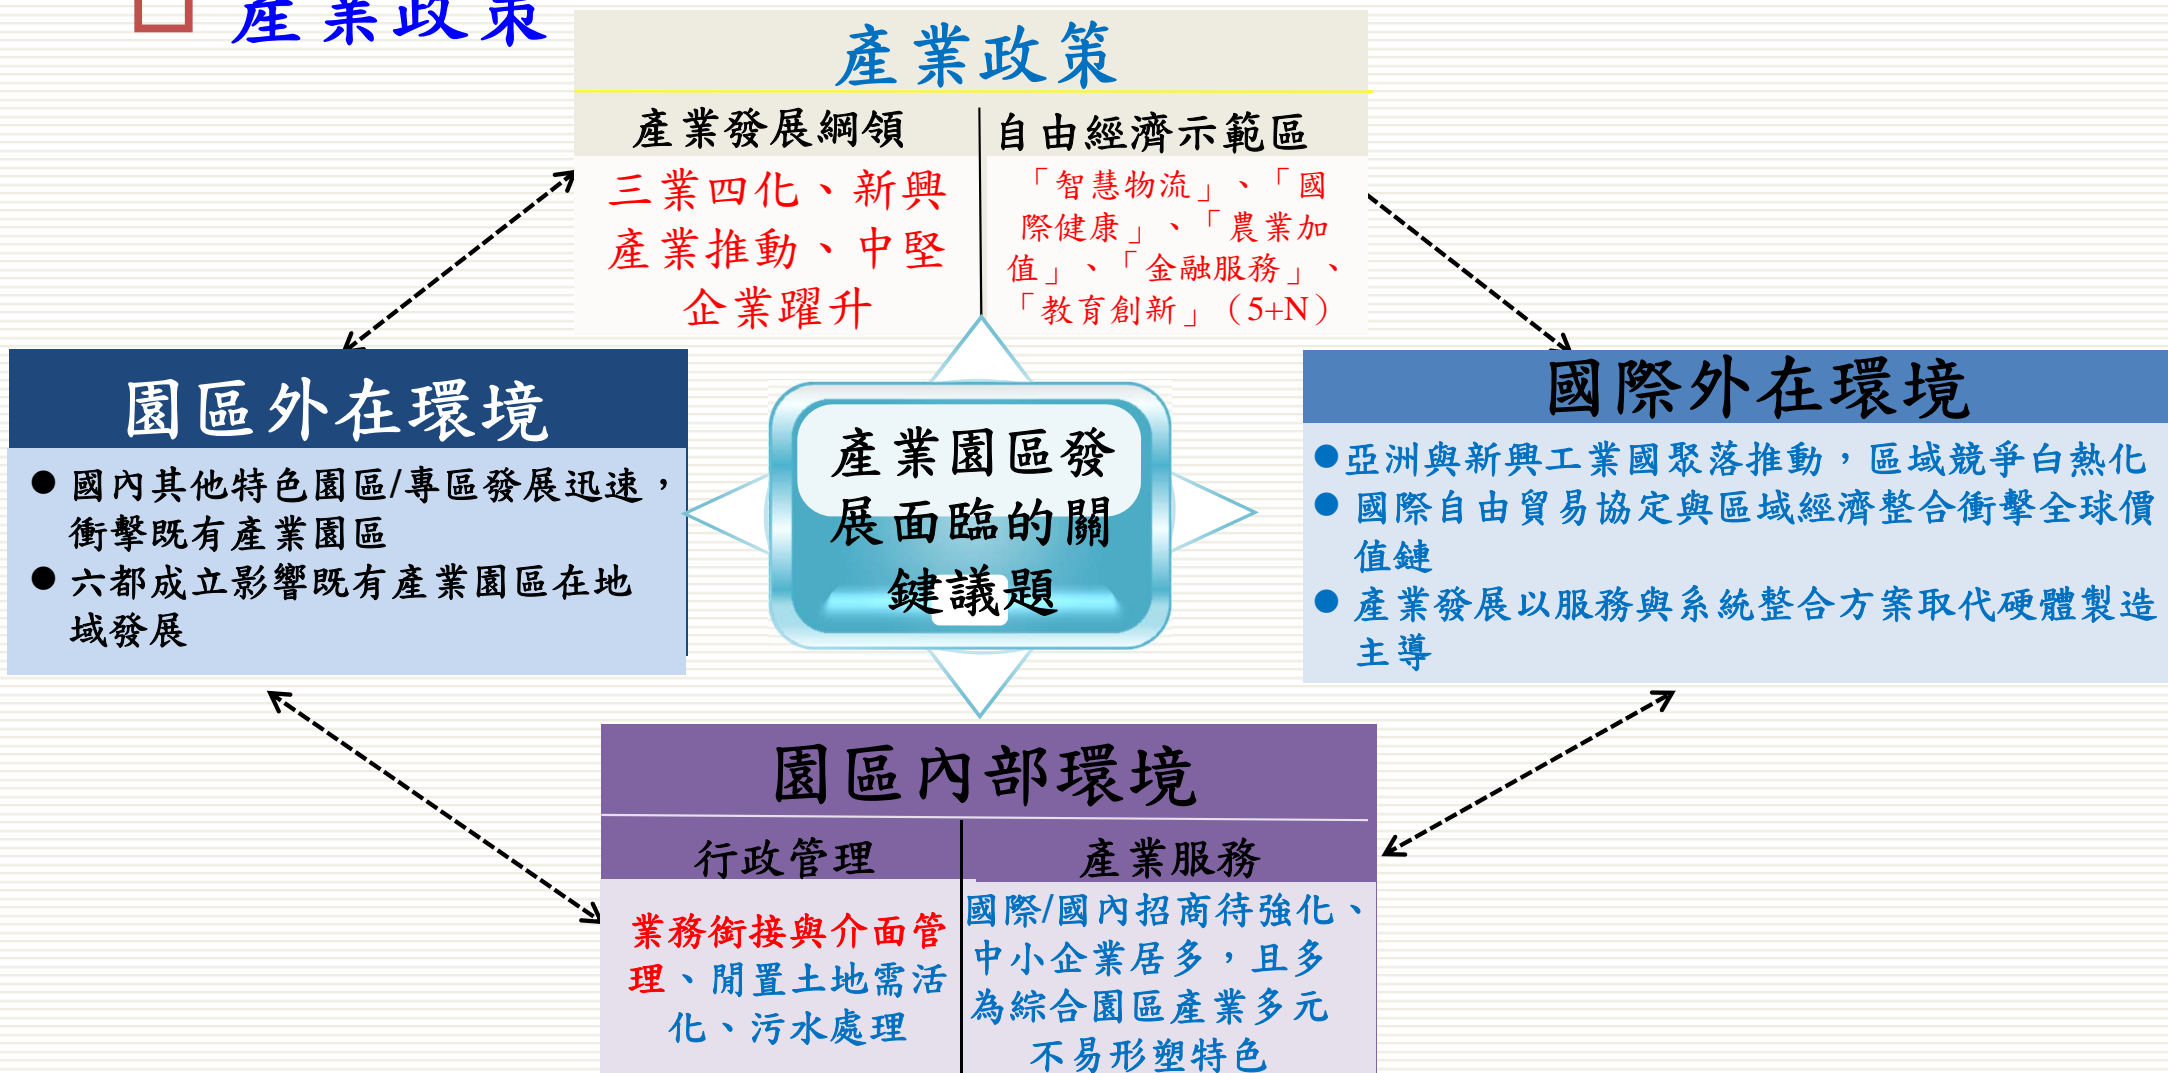 產業政策
產業政策
產業發展綱領
三業四化、新興
產業推動、中堅
企業躍升
自由經濟示範區
「智慧物流」、「國
際健康」、「農業加
值」、「金融服務」、
「教育創新」（5+N）
園區外在環境
● 國內其他特色園區/專區發展迅速，
衝擊既有產業園區
● 六都成立影響既有產業園區在地
域發展
產業園區發
展面臨的關
鍵議題
國際外在環境
●亞洲與新興工業國聚落推動，區域競爭白熱化
● 國際自由貿易協定與區域經濟整合衝擊全球價
值鏈
● 產業發展以服務與系統整合方案取代硬體製造
主導
園區內部環境
行政管理
業務銜接與介面管
理、閒置土地需活
化、污水處理
產業服務
國際/國內招商待強化、
中小企業居多，且多
為綜合園區產業多元
不易形塑特色